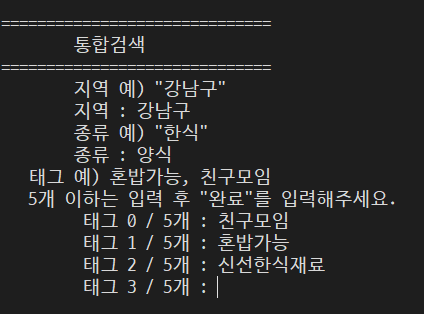 ==============================
통합검색
==============================
지역 예) "강남구"
지역 : 강남구
종류 예) "한식"
종류 : 양식
태그 예) 혼밥가능, 친구모임
5개 이하는 입력 후 "완료"를 입력해주세요.
태그 0 / 5개 : 친구모임
태그 1 / 5개 : 혼밥가능
태그 2 / 5개 : 신선한식재료
태그 3 / 5개 :